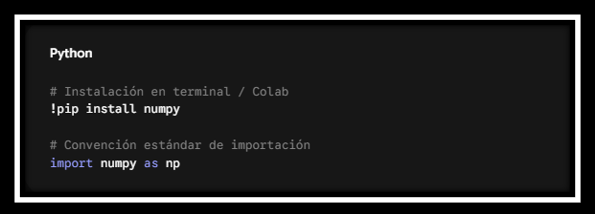 Python
# Instalación en terminal / Colab
!pip install numpy
# Convención estándar de importación
import numpy as np